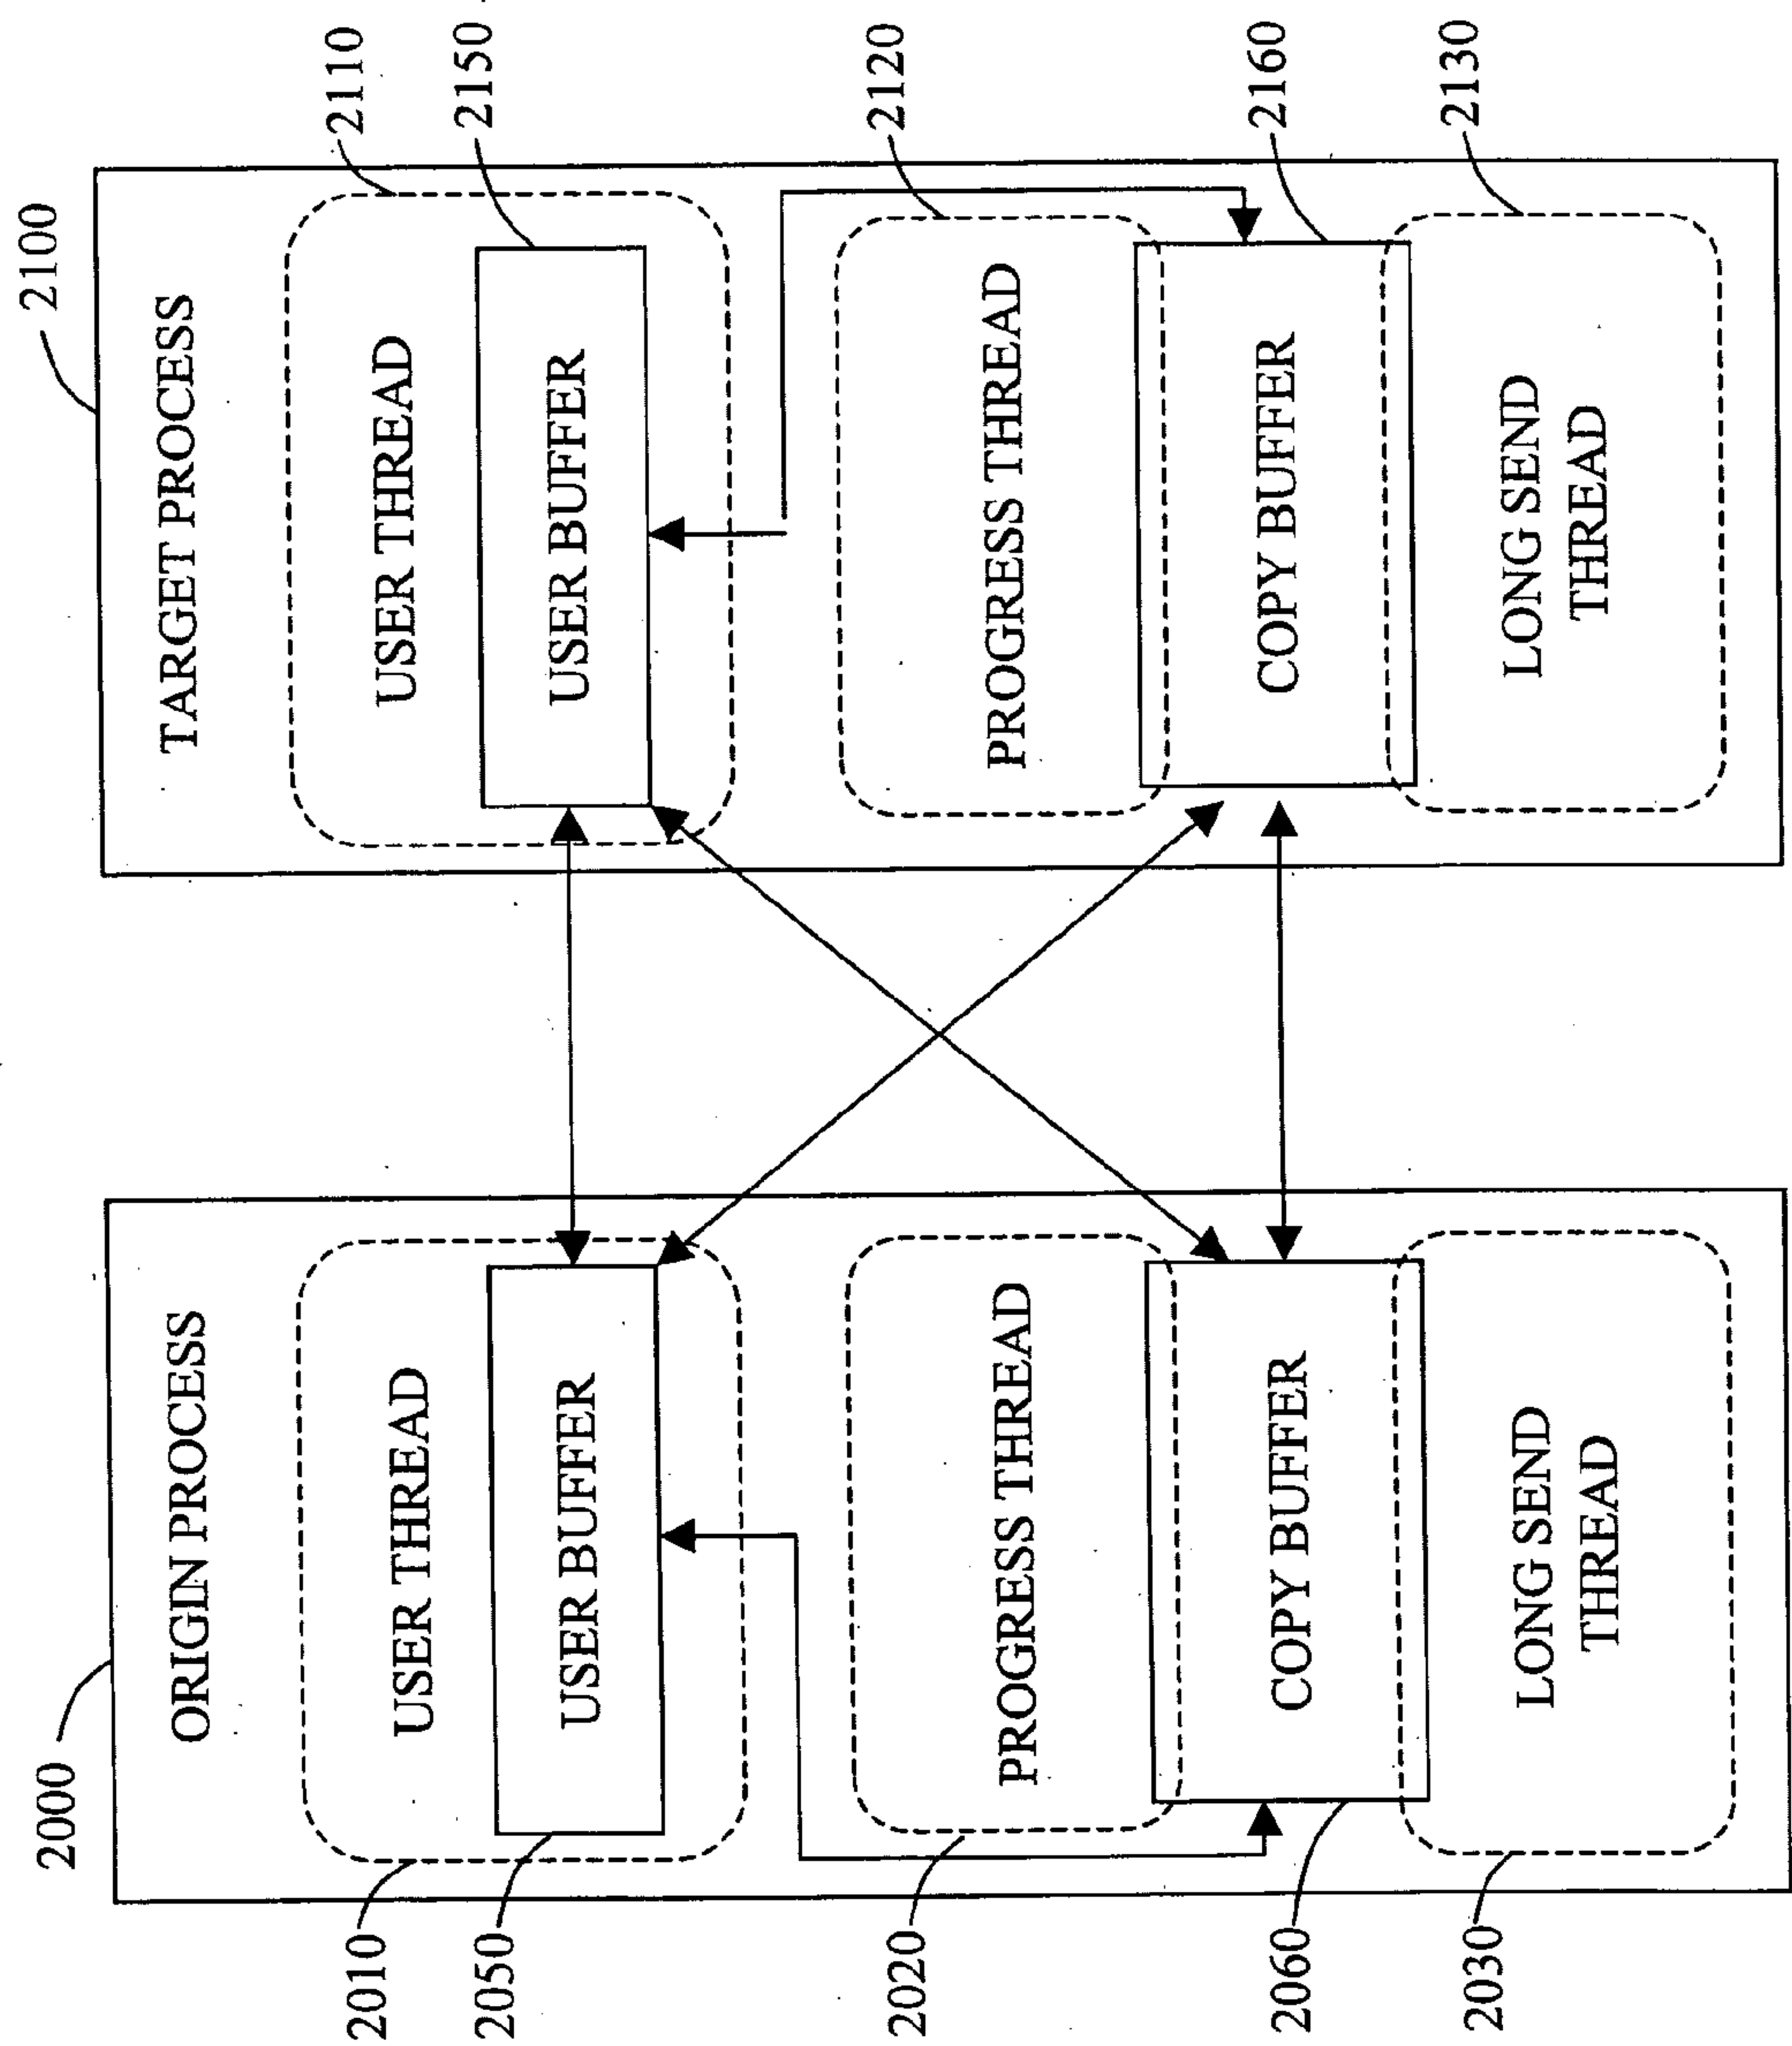 2000
ORIGIN PROCESS
2010
USER THREAD
2050
USER BUFFER
2020
PROGRESS THREAD
2060
COPY BUFFER
2030
LONG SEND
THREAD
2100
TARGET PROCESS
2110
USER THREAD
2150
USER BUFFER
2120
PROGRESS THREAD
2160
COPY BUFFER
2130
LONG SEND
THREAD